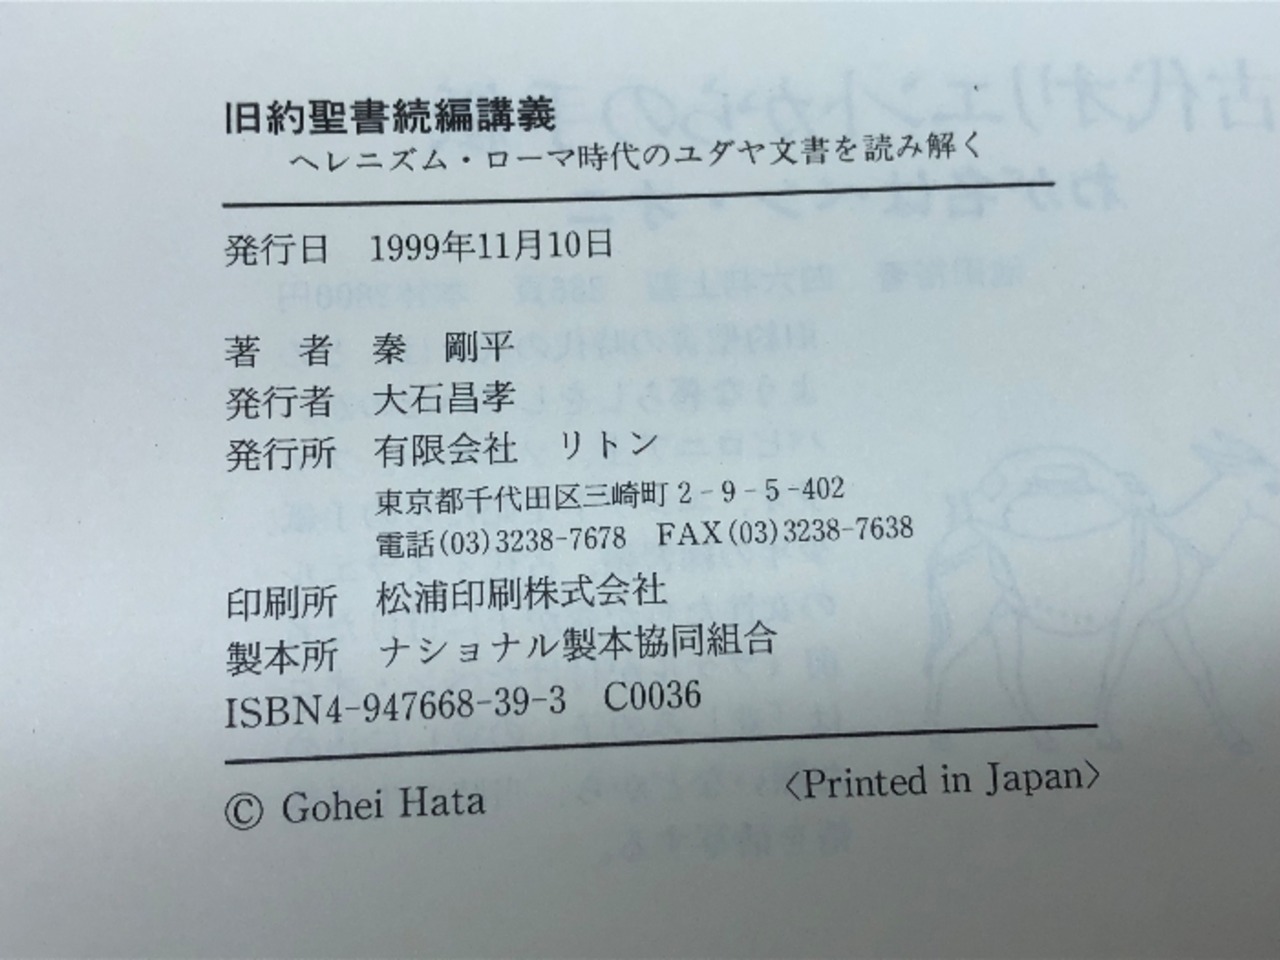 旧約聖書続編講義
ヘレニズム・ローマ時代のユダヤ文書を読み解く
発行日　1999年11月10日
著　者　秦　剛平
発行者　大石昌孝
発行所　有限会社　リトン
東京都千代田区三崎町 2-9-5-402
電話(03)3238-7678　FAX(03)3238-7638
印刷所　松浦印刷株式会社
製本所　ナショナル製本協同組合
ISBN4-947668-39-3　C0036
© Gohei Hata　〈Printed in Japan〉